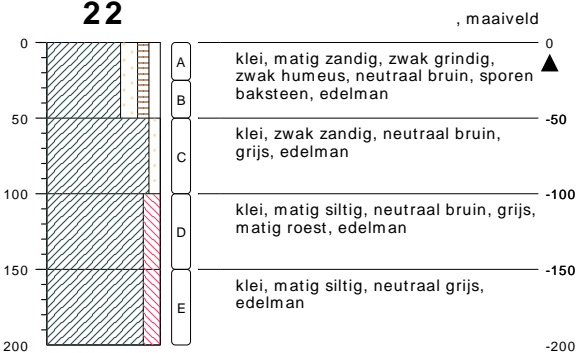 22
, maaiveld
0
A
klei, matig zandig, zwak grindig,
zwak humeus, neutraal bruin, sporen
baksteen, edelman
0
B
50
-50
C
klei, zwak zandig, neutraal bruin,
grijs, edelman
100
-100
D
klei, matig siltig, neutraal bruin, grijs,
matig roest, edelman
150
-150
E
klei, matig siltig, neutraal grijs,
edelman
200
-200